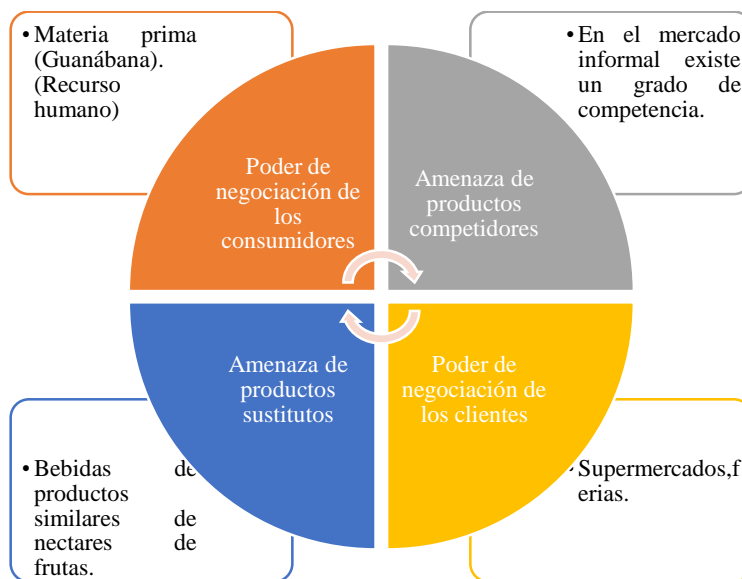 • Materia prima
(Guanábana).
(Recurso
humano)
• En el mercado
informal existe
un grado de
competencia.
Poder de
negociación de
los
consumidores
Amenaza de
productos
competidores
Amenaza de
productos
sustitutos
Poder de
negociación de
los clientes
• Bebidas de
productos
similares de
nectares de
frutas.
• Supermercados,f
erias.